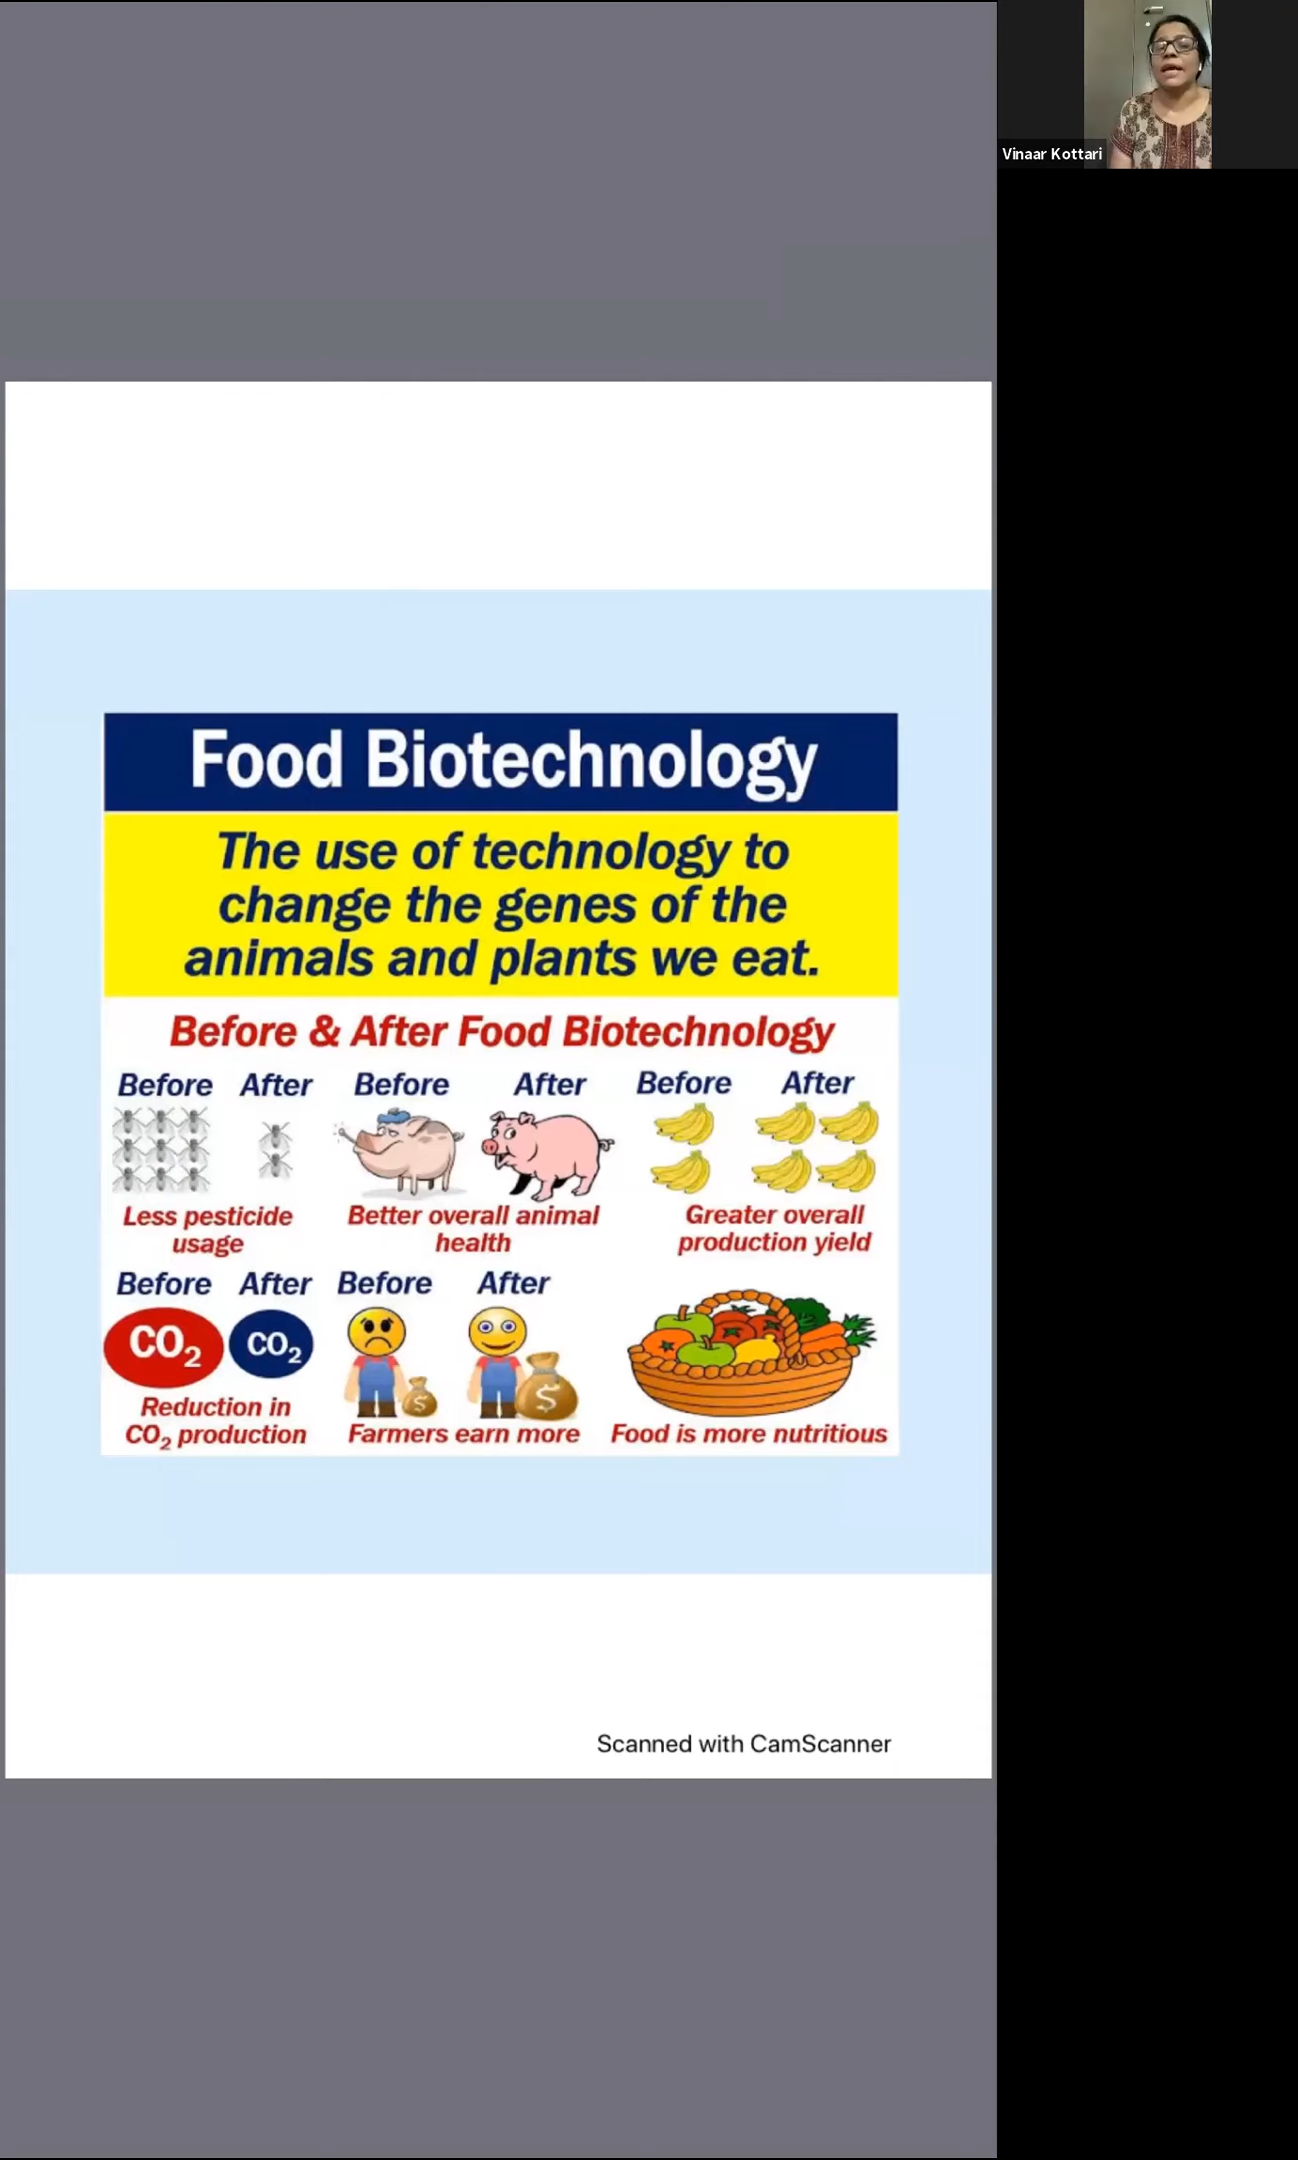 Vinaar Kottari
Food Biotechnology
The use of technology to
change the genes of the
animals and plants we eat.
Before & After Food Biotechnology
Before After Before After Before After
Less pesticide
usage
Better overall animal
health
Greater overall
production yield
Before After Before After
CO₂ CO₂
$ $
Reduction in
CO₂ production
Farmers earn more
Food is more nutritious
Scanned with CamScanner